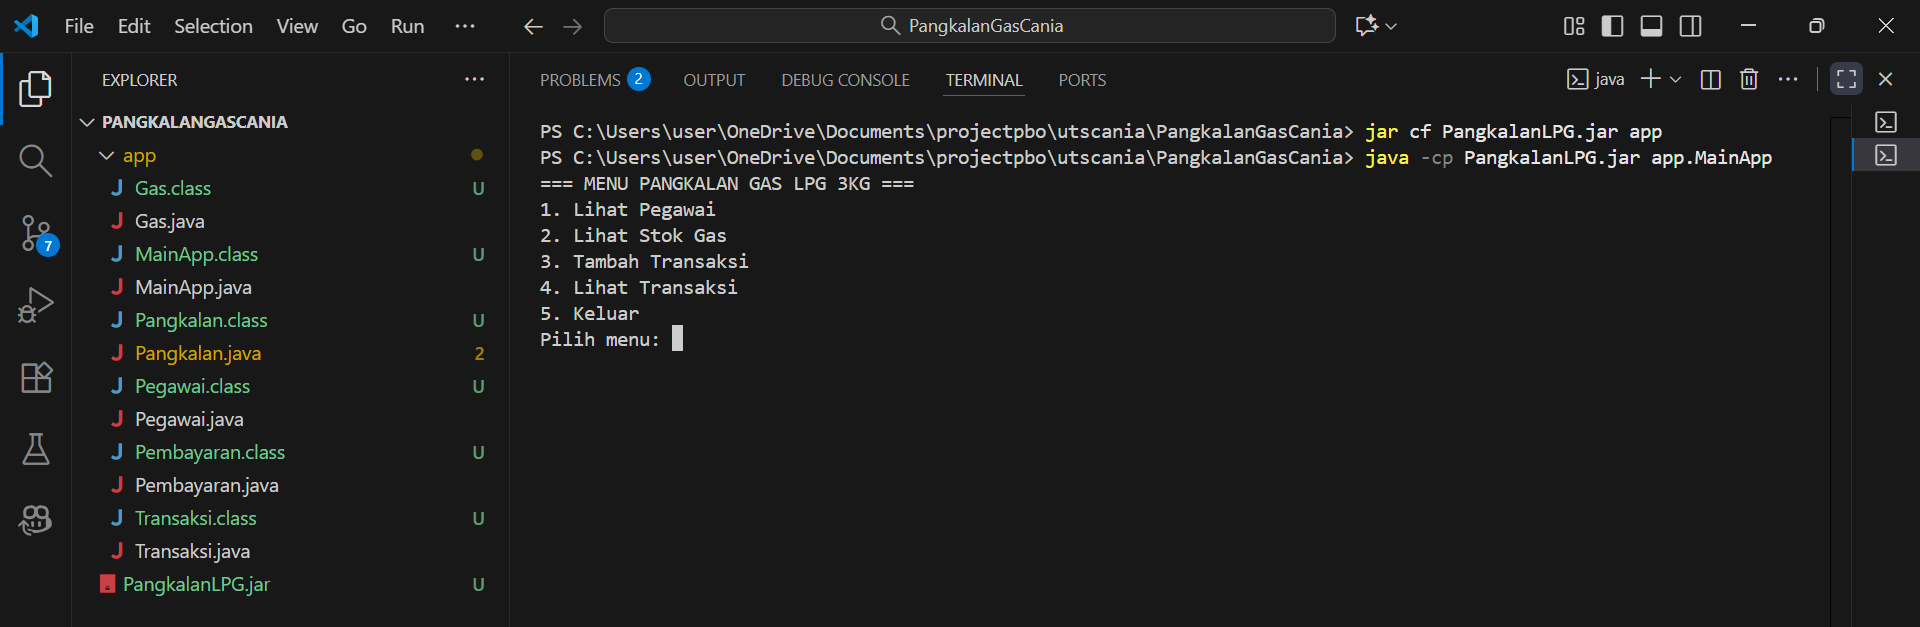 File Edit Selection View Go Run ··· PangkalanGasCania
EXPLORER ···
PANGKALANGASCANIA
app
Gas.class U
Gas.java
MainApp.class U
MainApp.java
Pangkalan.class U
Pangkalan.java 2
Pegawai.class U
Pegawai.java
Pembayaran.class U
Pembayaran.java
Transaksi.class U
Transaksi.java
PangkalanLPG.jar U
7
PROBLEMS 2 OUTPUT DEBUG CONSOLE TERMINAL PORTS java ···
PS C:\Users\user\OneDrive\Documents\projectpbo\utscania\PangkalanGasCania> jar cf PangkalanLPG.jar app
PS C:\Users\user\OneDrive\Documents\projectpbo\utscania\PangkalanGasCania> java -cp PangkalanLPG.jar app.MainApp
=== MENU PANGKALAN GAS LPG 3KG ===
1. Lihat Pegawai
2. Lihat Stok Gas
3. Tambah Transaksi
4. Lihat Transaksi
5. Keluar
Pilih menu: